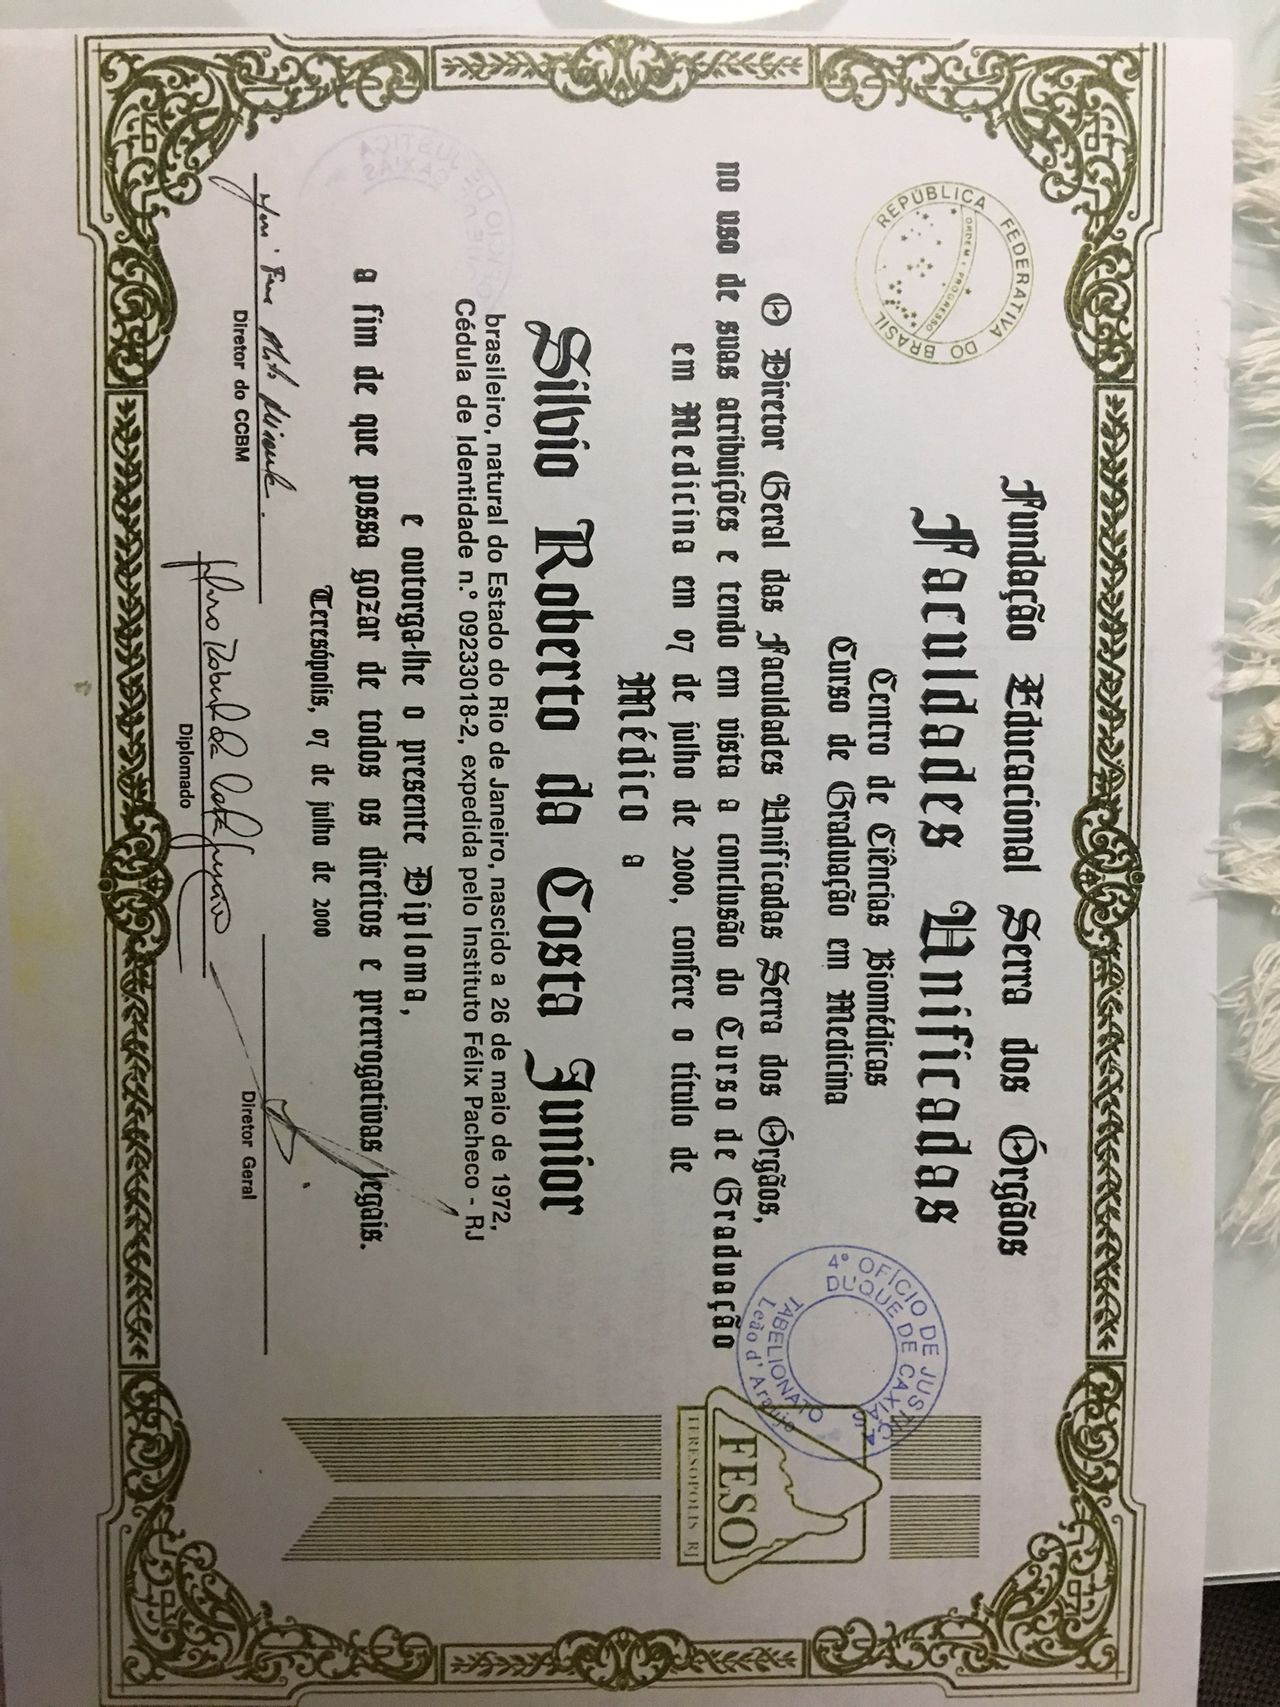 REPÚBLICA FEDERATIVA DO BRASIL
ORDEM E PROGRESSO
Fundação Educacional Serra dos Órgãos
Faculdades Unificadas
Centro de Ciências Biomédicas
Curso de Graduação em Medicina
O Diretor Geral das Faculdades Unificadas Serra dos Órgãos,
no uso de suas atribuições e tendo em vista a conclusão do Curso de Graduação
em Medicina em 07 de julho de 2000, confere o título de
Médico a
Silvio Roberto da Costa Junior
brasileiro, natural do Estado do Rio de Janeiro, nascido a 26 de maio de 1972,
Cédula de Identidade n.º 09233018-2, expedida pelo Instituto Félix Pacheco - RJ
e outorga-lhe o presente Diploma,
a fim de que possa gozar de todos os direitos e prerrogativas legais.
Teresópolis, 07 de julho de 2000
Diretor do CCBM
Diplomado
Diretor Geral
4º OFÍCIO DE JUSTIÇA
DUQUE DE CAXIAS
TABELIONATO
Leão d'Araujo
FESO
TERESOPOLIS RJ